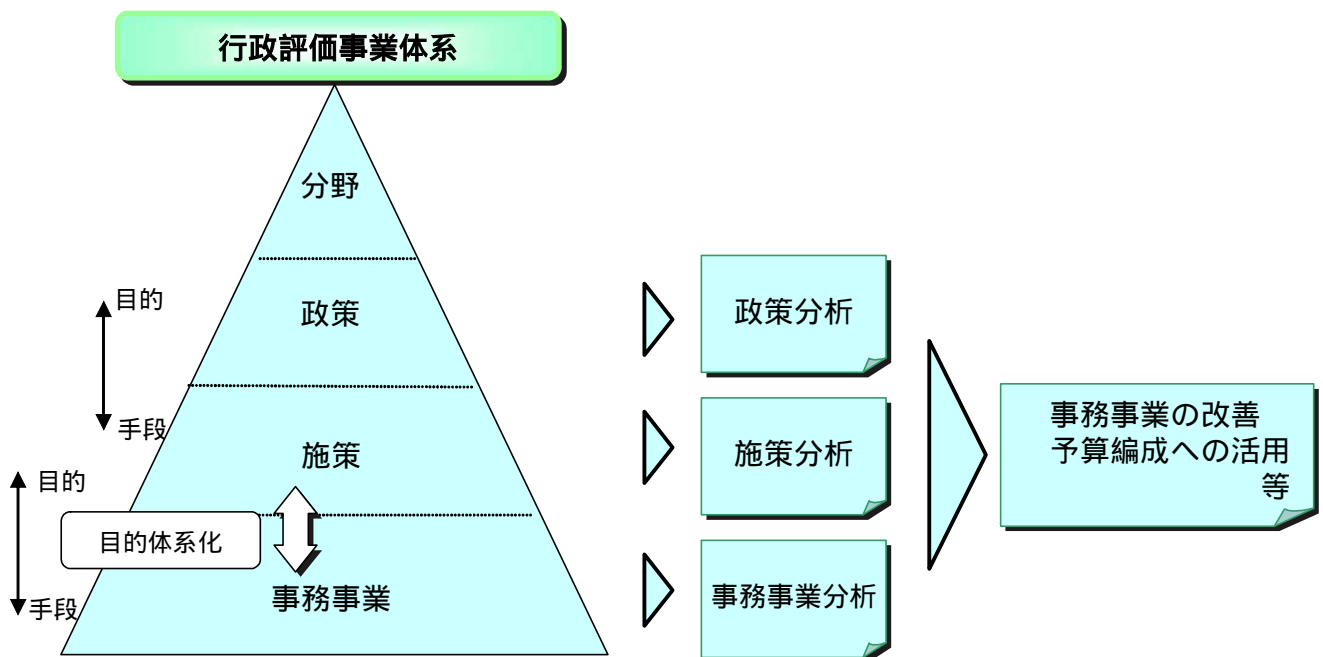 行政評価事業体系
分野
目的
政策
政策分析
手段
施策
施策分析
事務事業の改善
予算編成への活用
等
目的
目的体系化
事務事業
手段
事務事業分析